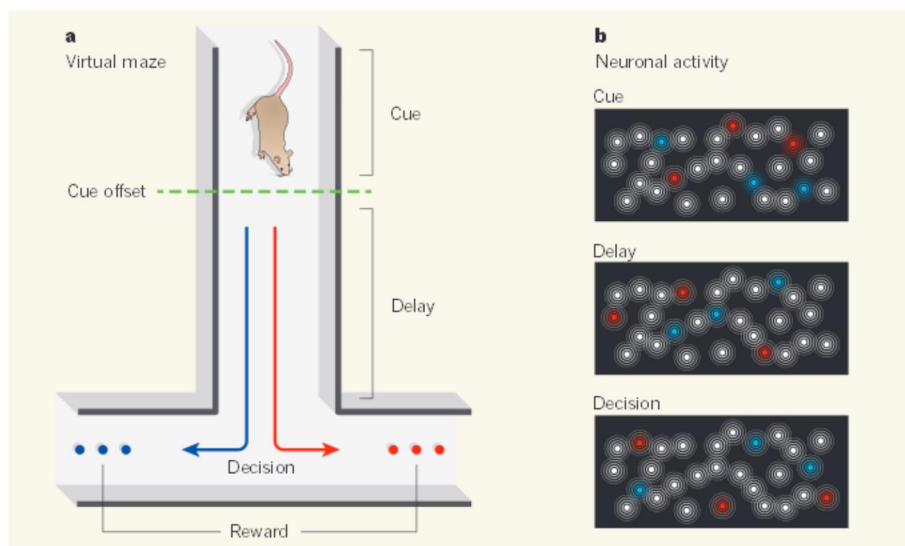 a
Virtual maze
Cue
Cue offset
Delay
Decision
Reward
b
Neuronal activity
Cue
Delay
Decision